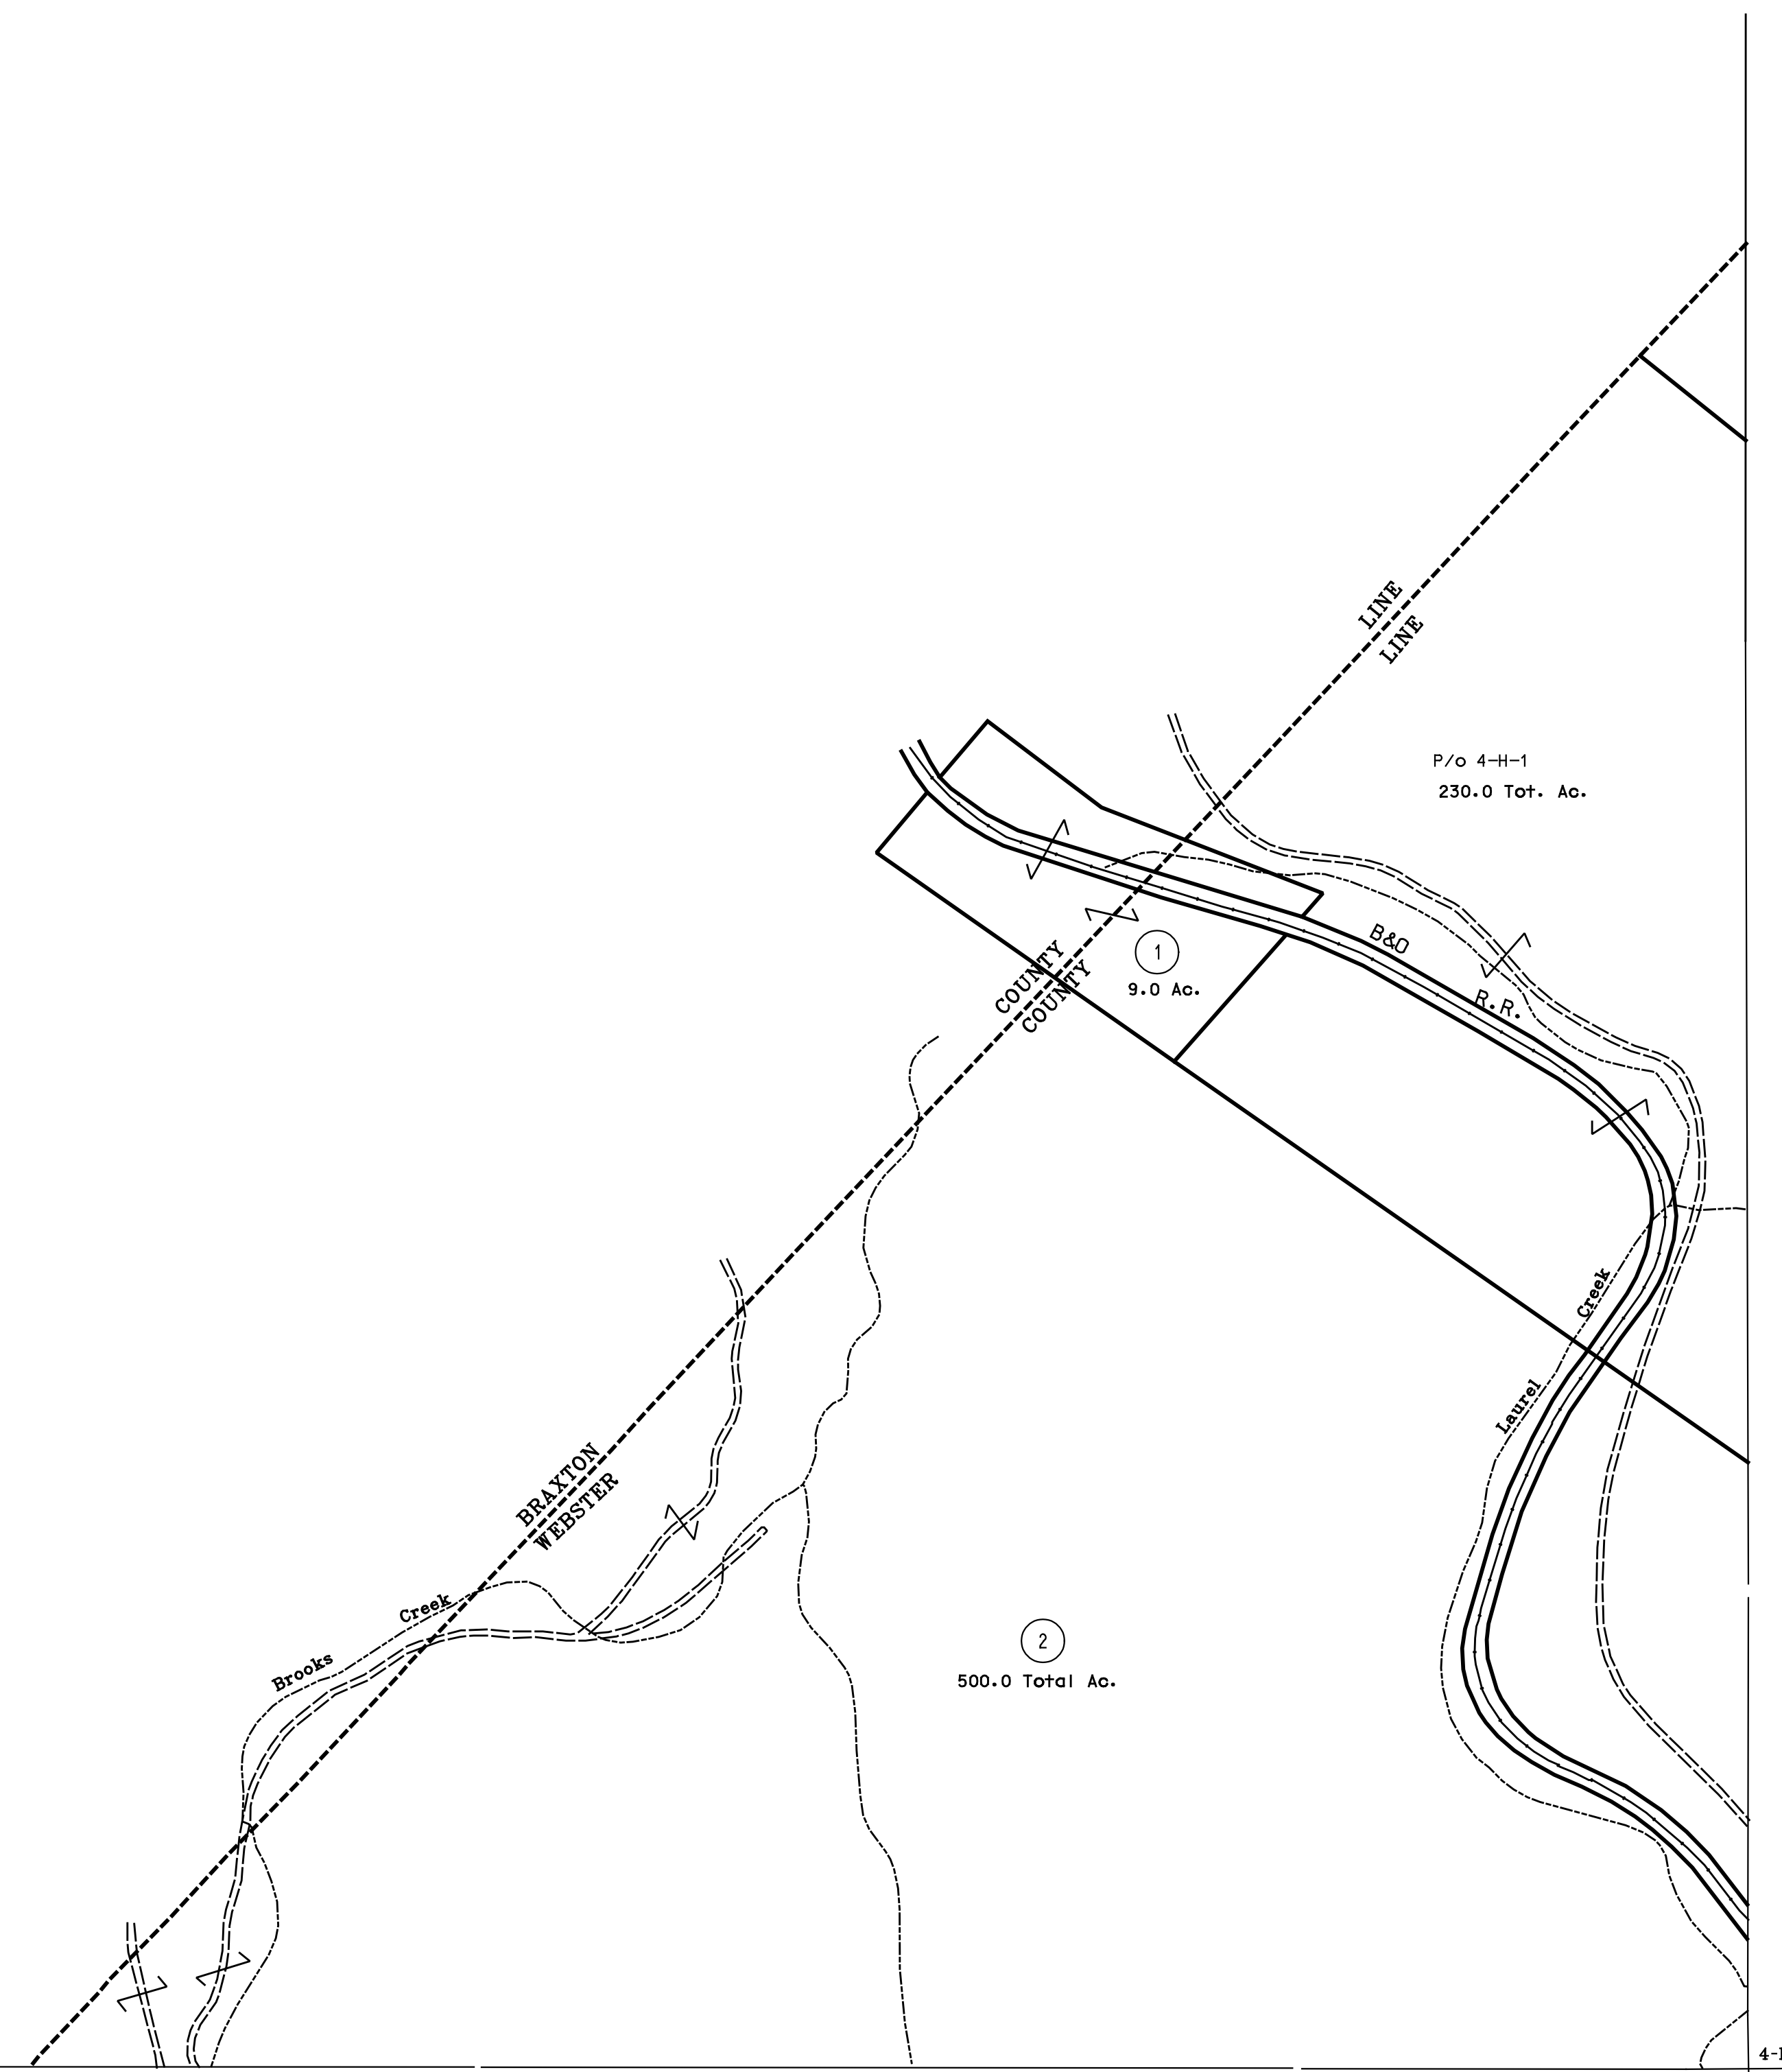 LINE
LINE
P/o 4-H-1
230.0 Tot. Ac.
B&O
R.R.
COUNTY
COUNTY
1
9.0 Ac.
Creek
Laurel
BRAXTON
WEBSTER
Creek
Brooks
2
500.0 Total Ac.